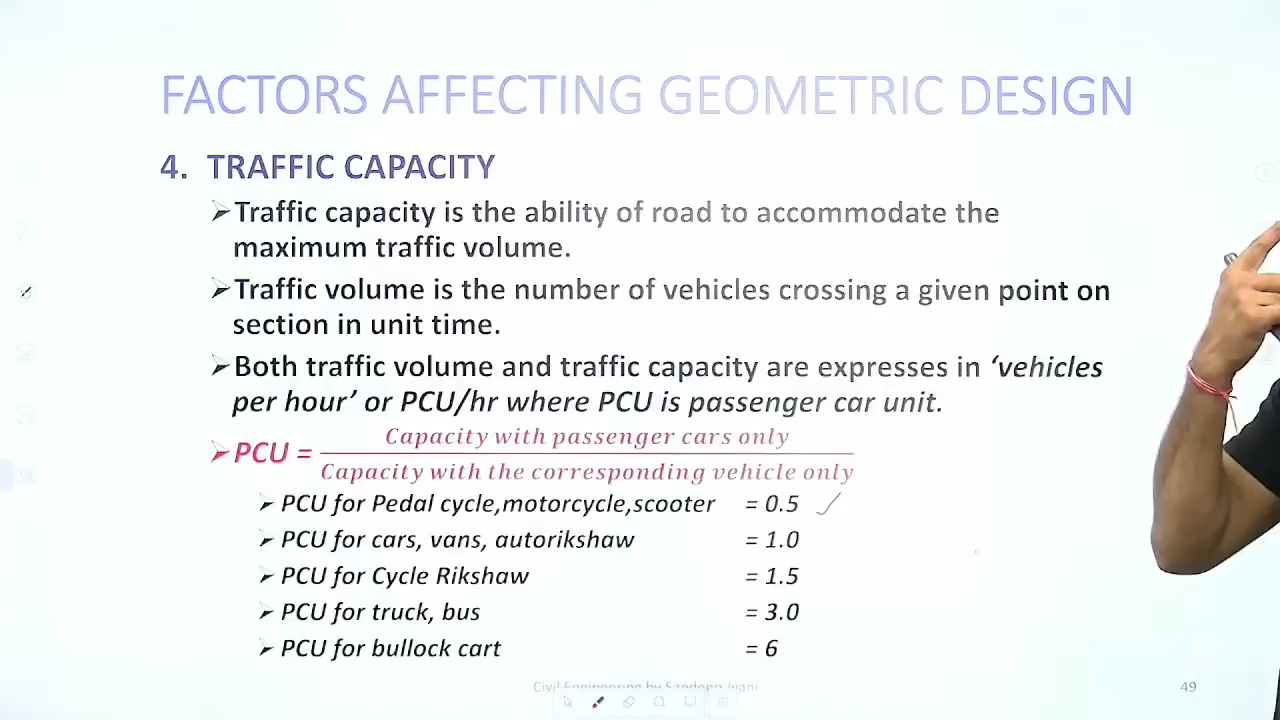 FACTORS AFFECTING GEOMETRIC DESIGN
4. TRAFFIC CAPACITY
➢Traffic capacity is the ability of road to accommodate the
maximum traffic volume.
➢Traffic volume is the number of vehicles crossing a given point on
section in unit time.
➢Both traffic volume and traffic capacity are expresses in ‘vehicles
per hour’ or PCU/hr where PCU is passenger car unit.
➢PCU = Capacity with passenger cars only
Capacity with the corresponding vehicle only
➢ PCU for Pedal cycle,motorcycle,scooter = 0.5
➢ PCU for cars, vans, autorikshaw = 1.0
➢ PCU for Cycle Rikshaw = 1.5
➢ PCU for truck, bus = 3.0
➢ PCU for bullock cart = 6
Civil Engineering by Sandeep Jyani
49